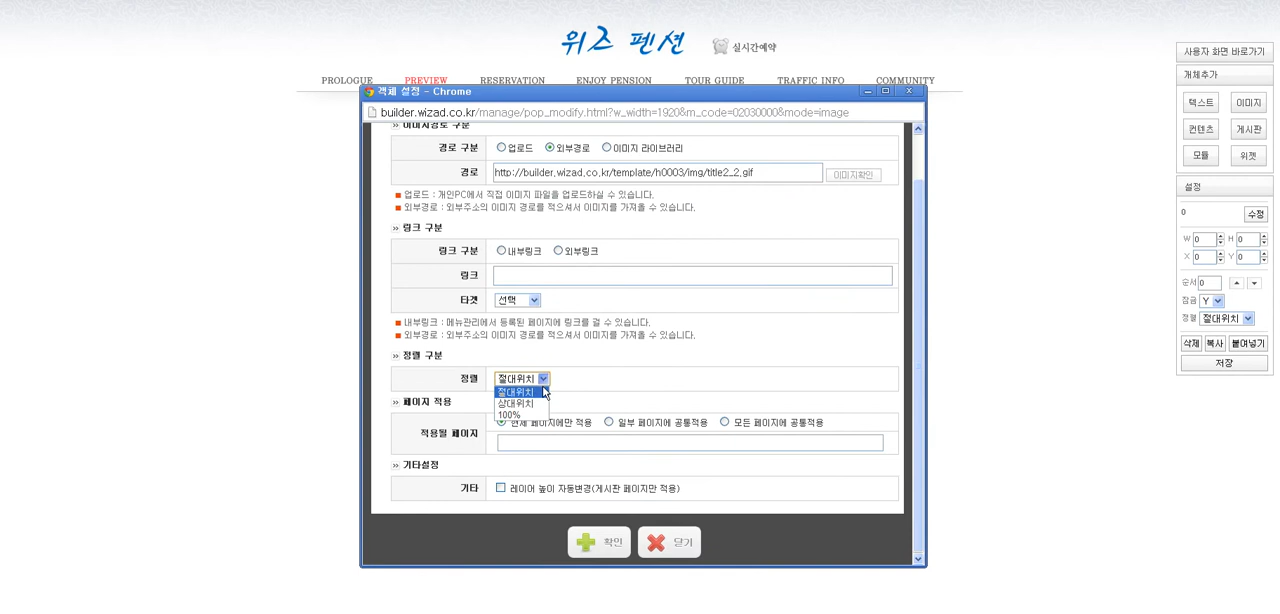 위즈 펜션
실시간예약
PROLOGUE PREVIEW RESERVATION ENJOY PENSION TOUR GUIDE TRAFFIC INFO COMMUNITY
객체 설정 - Chrome
builder.wizad.co.kr/manage/pop_modify.html?w_width=1920&m_code=02030000&mode=image
>> 이미지경로 구분
경로 구분 업로드 외부경로 이미지 라이브러리
경로 http://builder.wizad.co.kr/template/h0003/img/title2_2.gif 이미지확인
업로드 : 개인PC에서 직접 이미지 파일을 업로드하실 수 있습니다.
외부경로 : 외부주소의 이미지 경로를 적으셔서 이미지를 가져올 수 있습니다.
>> 링크 구분
링크 구분 내부링크 외부링크
링크
타겟 선택
내부링크 : 메뉴관리에서 등록된 페이지에 링크를 걸 수 있습니다.
외부경로 : 외부주소의 이미지 경로를 적으셔서 이미지를 가져올 수 있습니다.
>> 정렬 구분
정렬 절대위치
절대위치
상대위치
100%
>> 페이지 적용
적용될 페이지 현재 페이지에만 적용 일부 페이지에 공통적용 모든 페이지에 공통적용
>> 기타설정
기타 레이어 높이 자동변경(게시판 페이지만 적용)
확인 닫기
사용자 화면 바로가기
개체추가
텍스트 이미지
컨텐츠 게시판
모듈 위젯
설정
0 수정
W 0 H 0
X 0 Y 0
순서 0
잠금 Y
정렬 절대위치
삭제 복사 붙여넣기
저장